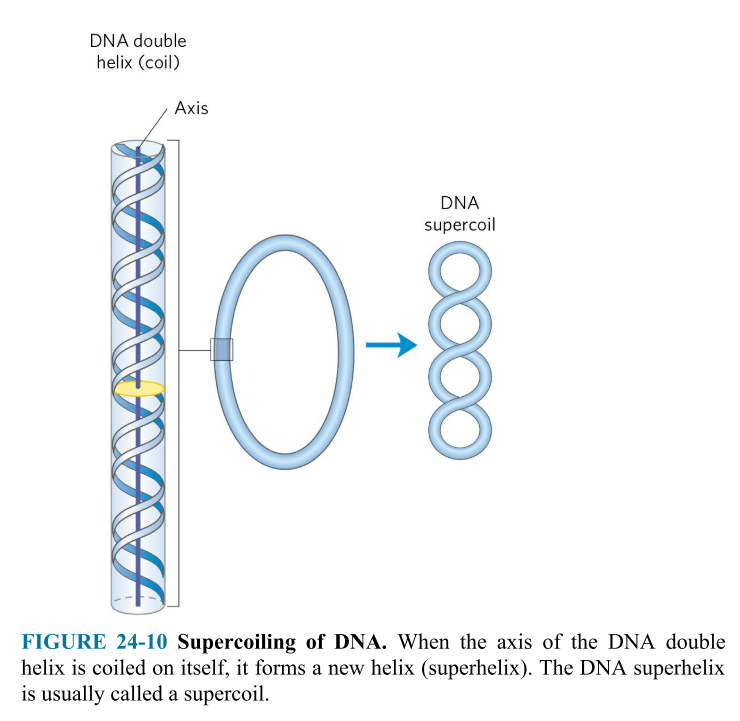 DNA double
helix (coil)
Axis
DNA
supercoil
FIGURE 24-10 Supercoiling of DNA. When the axis of the DNA double
helix is coiled on itself, it forms a new helix (superhelix). The DNA superhelix
is usually called a supercoil.